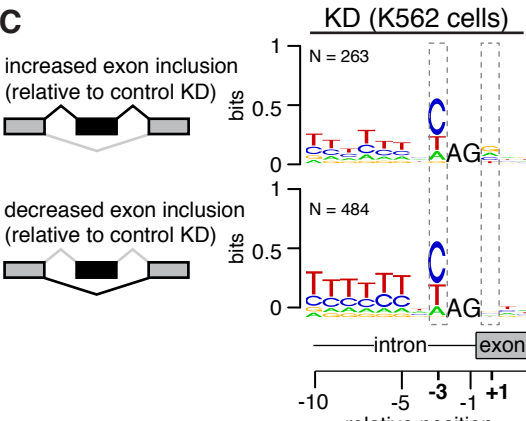 C
KD (K562 cells)
increased exon inclusion
(relative to control KD)
bits
1
0.5
0
N = 263
C
T
A
AG
decreased exon inclusion
(relative to control KD)
bits
1
0.5
0
N = 484
T T T T T T
C C C C C C
C
T
A
AG
intron
exon
-10
-5
-3
-1
+1
relative position